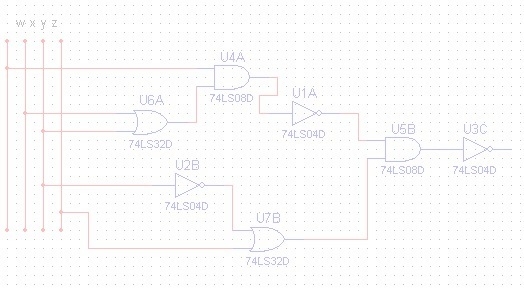 w x y z
U4A
74LS08D
U6A
74LS32D
U1A
74LS04D
U5B
74LS08D
U3C
74LS04D
U2B
74LS04D
U7B
74LS32D